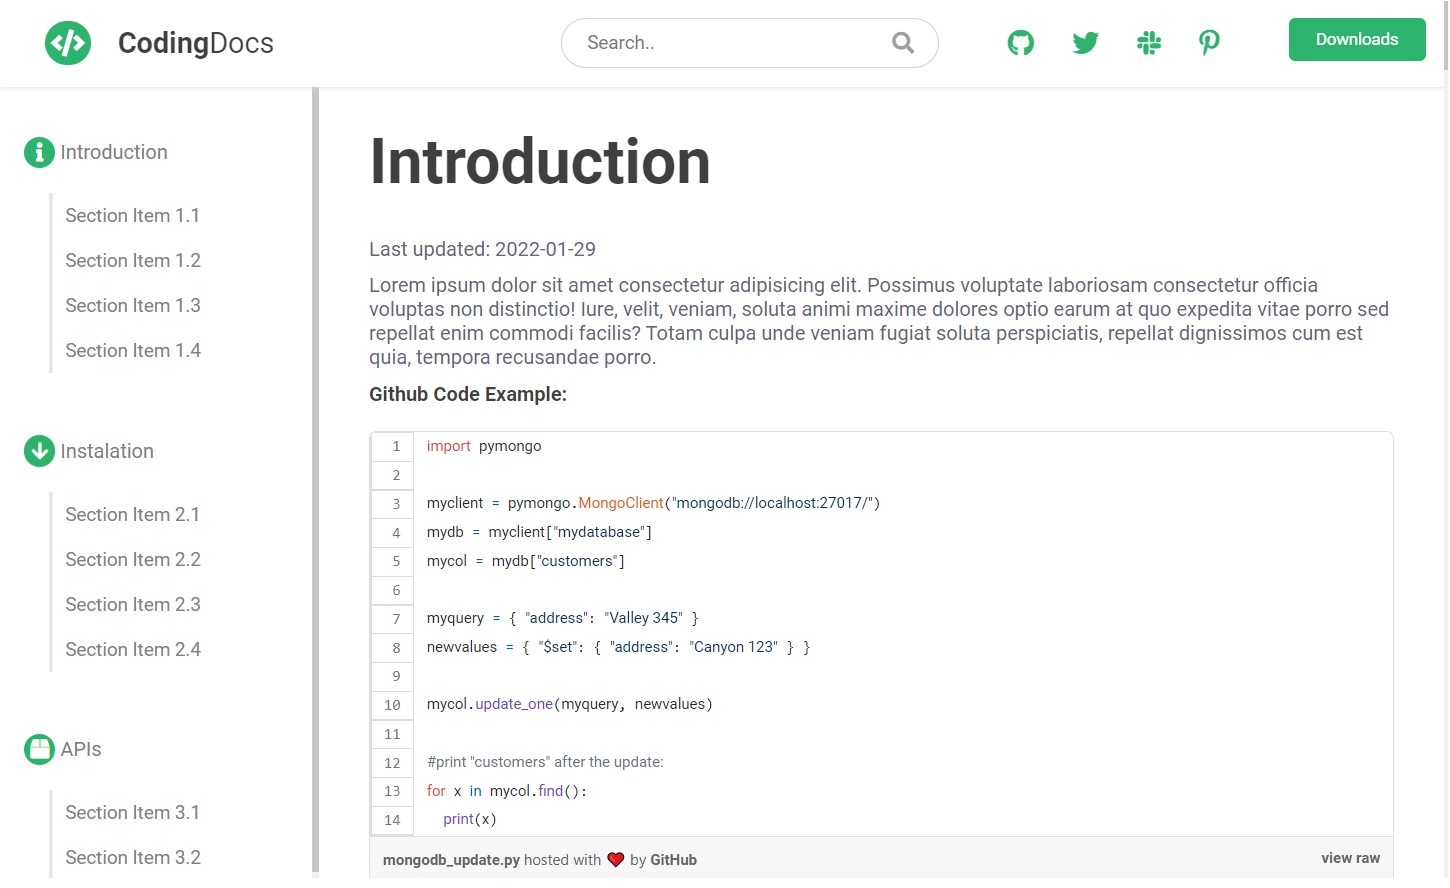 CodingDocs
Search..
Downloads
Introduction
Section Item 1.1
Section Item 1.2
Section Item 1.3
Section Item 1.4
Instalation
Section Item 2.1
Section Item 2.2
Section Item 2.3
Section Item 2.4
APIs
Section Item 3.1
Section Item 3.2
Introduction
Last updated: 2022-01-29
Lorem ipsum dolor sit amet consectetur adipisicing elit. Possimus voluptate laboriosam consectetur officia
voluptas non distinctio! Iure, velit, veniam, soluta animi maxime dolores optio earum at quo expedita vitae porro sed
repellat enim commodi facilis? Totam culpa unde veniam fugiat soluta perspiciatis, repellat dignissimos cum est
quia, tempora recusandae porro.
Github Code Example:
1 import pymongo
2
3 myclient = pymongo.MongoClient("mongodb://localhost:27017/")
4 mydb = myclient["mydatabase"]
5 mycol = mydb["customers"]
6
7 myquery = { "address": "Valley 345" }
8 newvalues = { "$set": { "address": "Canyon 123" } }
9
10 mycol.update_one(myquery, newvalues)
11
12 #print "customers" after the update:
13 for x in mycol.find():
14 print(x)
mongodb_update.py hosted with ❤ by GitHub view raw